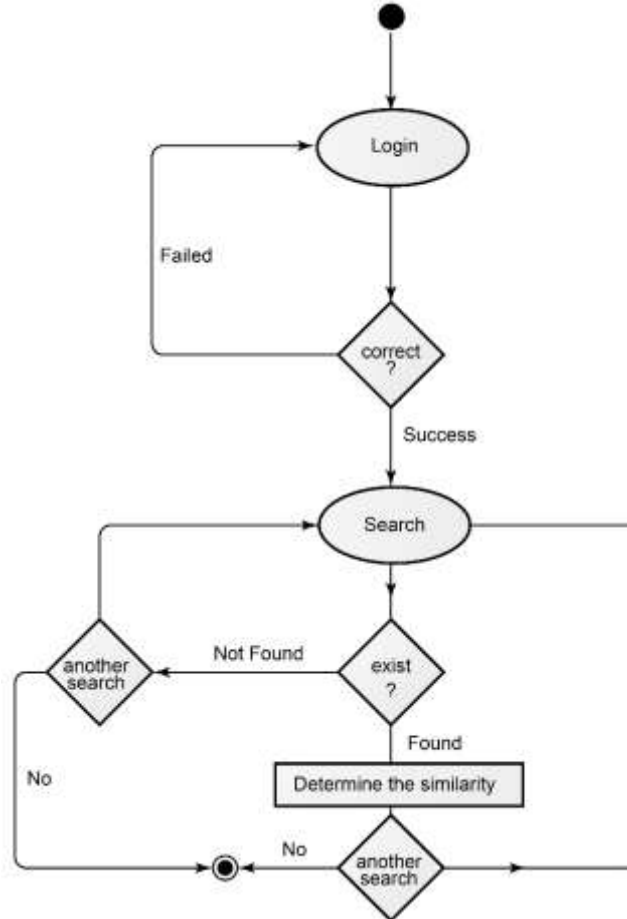 Login
Failed
correct
?
Success
Search
Not Found
another
search
exist
?
Found
No
Determine the similarity
No
another
search